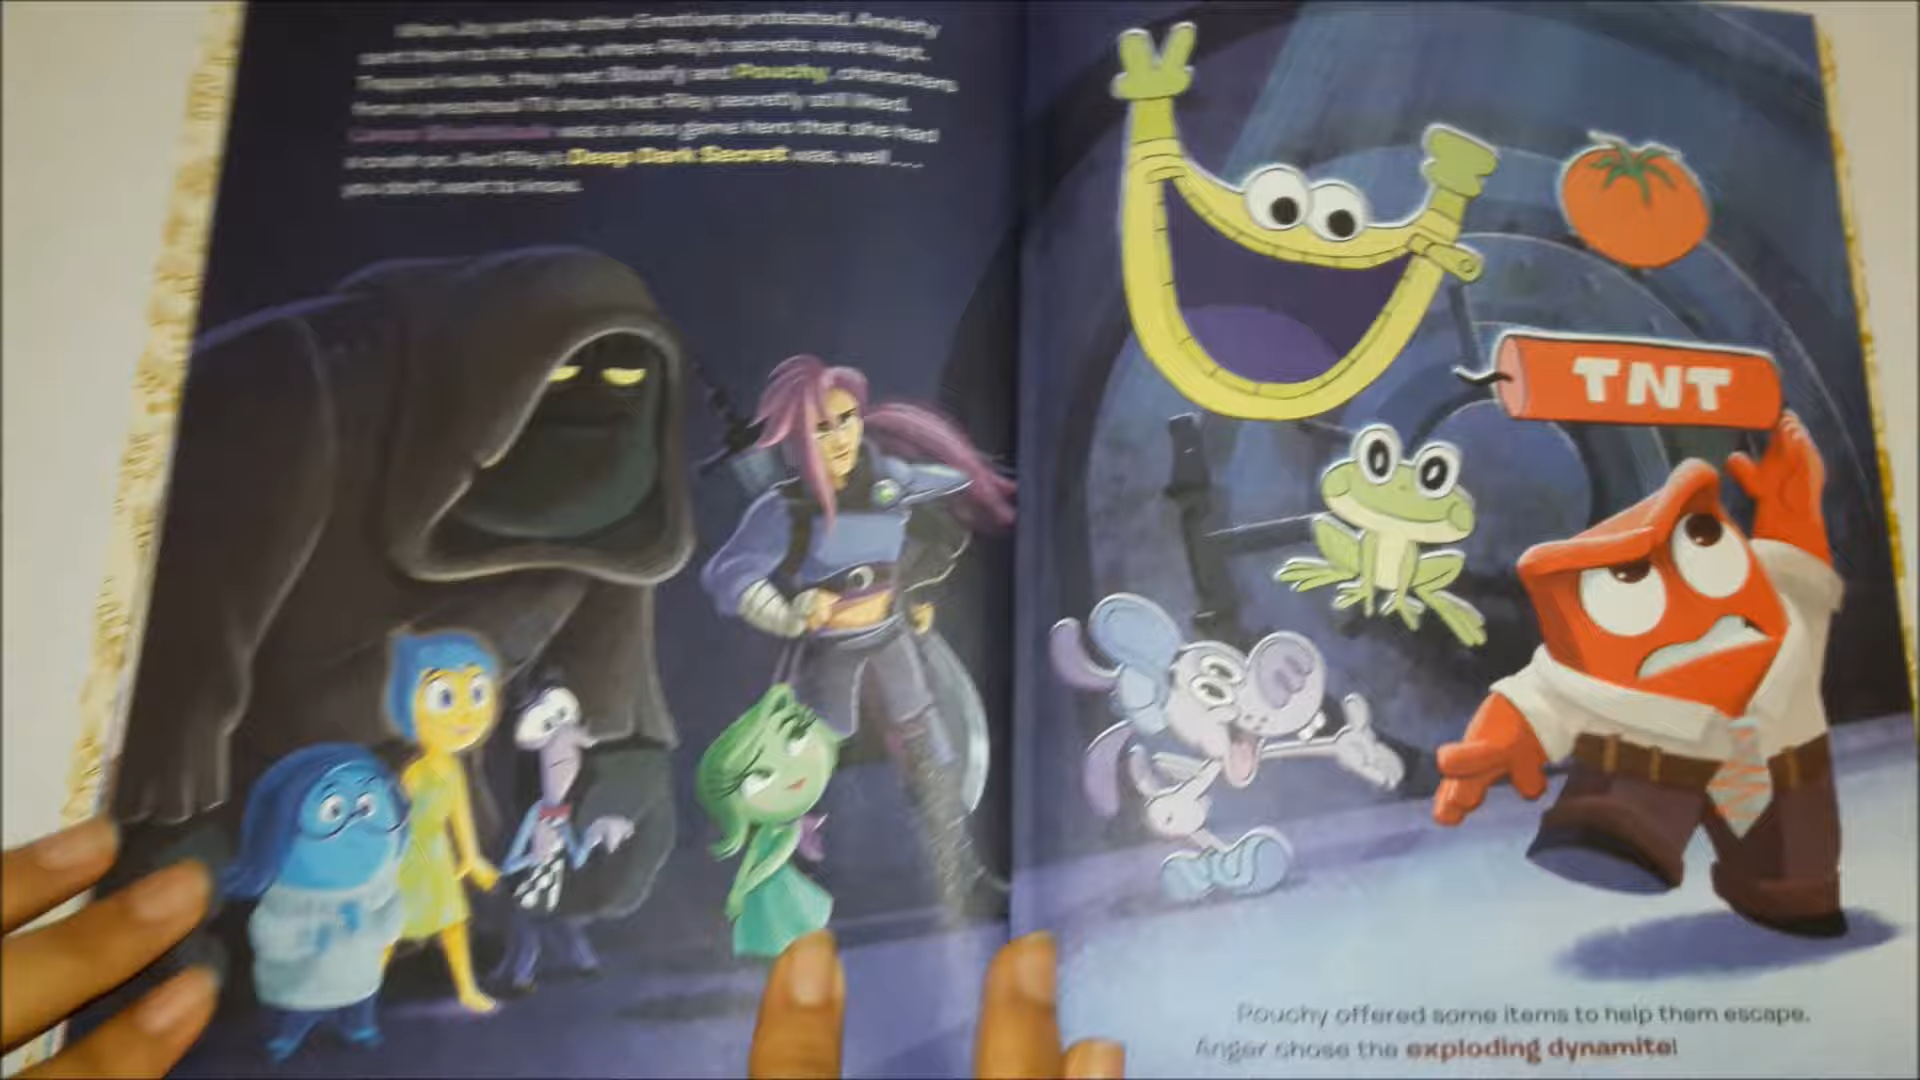 When Joy and the other Emotions protested, Anxiety
sent them to the vault, where Riley's secrets were kept.
Trapped inside, they met Bloofy and Pouchy, characters
from a preschool TV show that Riley secretly still liked.
Lance Slashblade was a video game hero that she had
a crush on. And Riley's Deep Dark Secret was, well . . .
you don't want to know.
TNT
Pouchy offered some items to help them escape.
Anger chose the exploding dynamite!